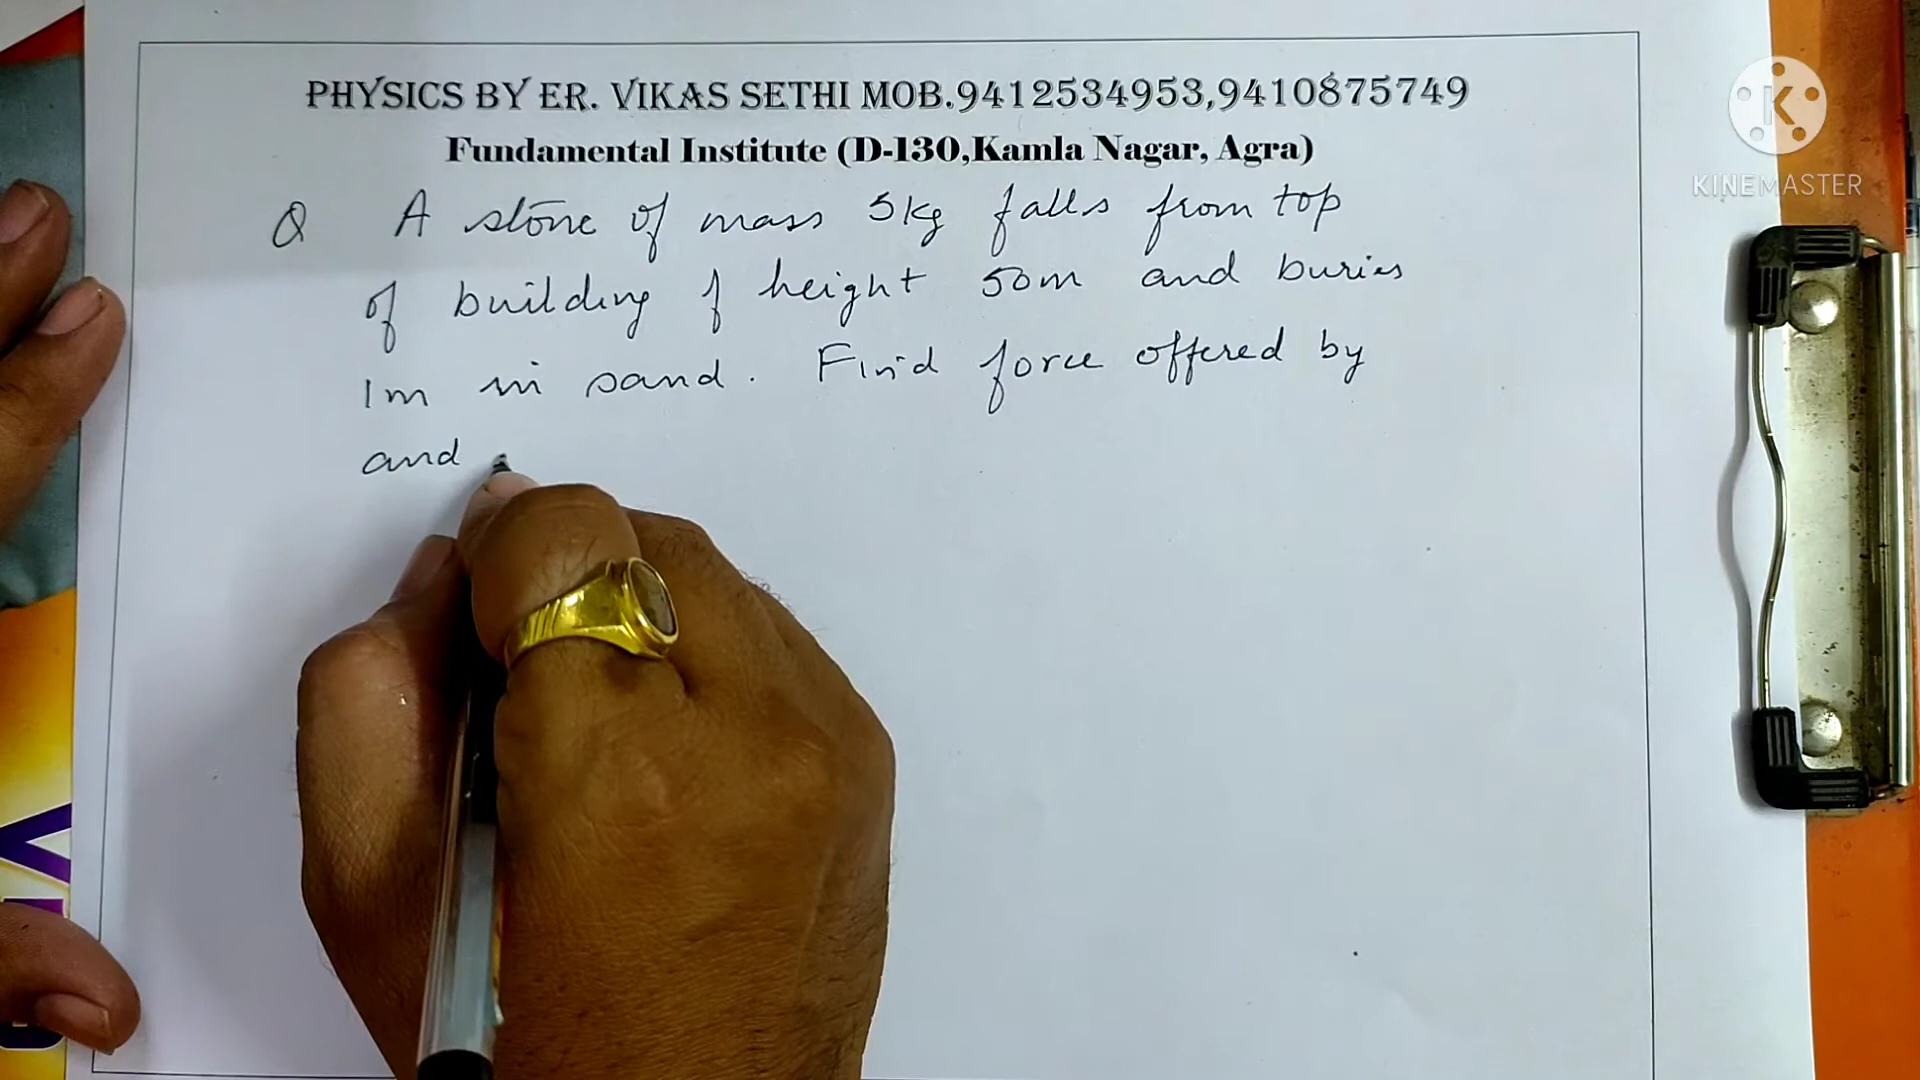 PHYSICS BY ER. VIKAS SETHI MOB.9412534953,9410875749
Fundamental Institute (D-130,Kamla Nagar, Agra)
KINEMASTER
Q A stone of mass 5kg falls from top
of building of height 50m and buries
1m in sand. Find force offered by
and